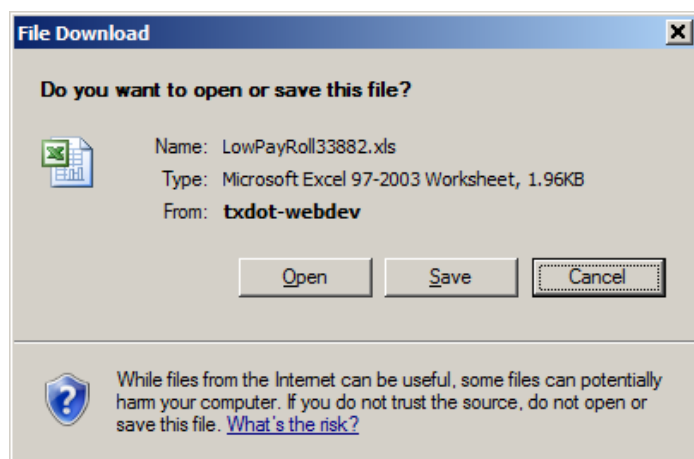 File Download
Do you want to open or save this file?
Name: LowPayRoll33882.xls
Type: Microsoft Excel 97-2003 Worksheet, 1.96KB
From: txdot-webdev
Open Save Cancel
While files from the Internet can be useful, some files can potentially
harm your computer. If you do not trust the source, do not open or
save this file. What's the risk?